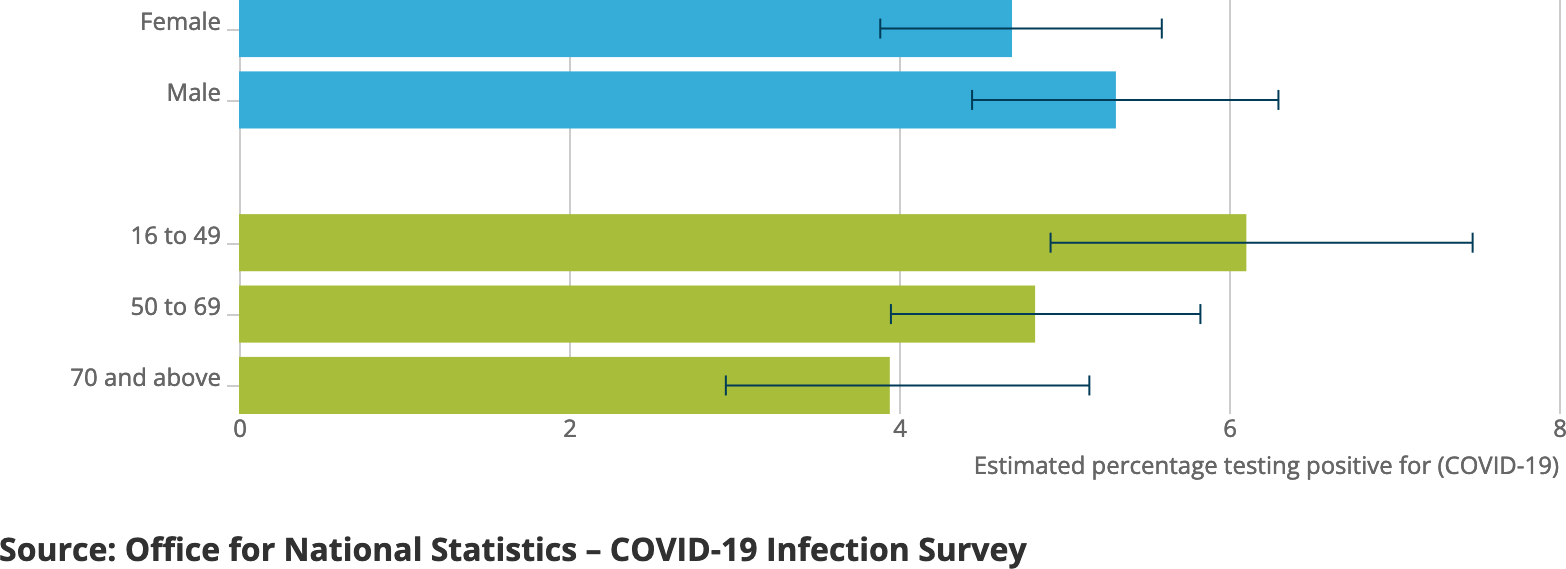 Female
Male
16 to 49
50 to 69
70 and above
0 2 4 6 8
Estimated percentage testing positive for (COVID-19)
Source: Office for National Statistics – COVID-19 Infection Survey